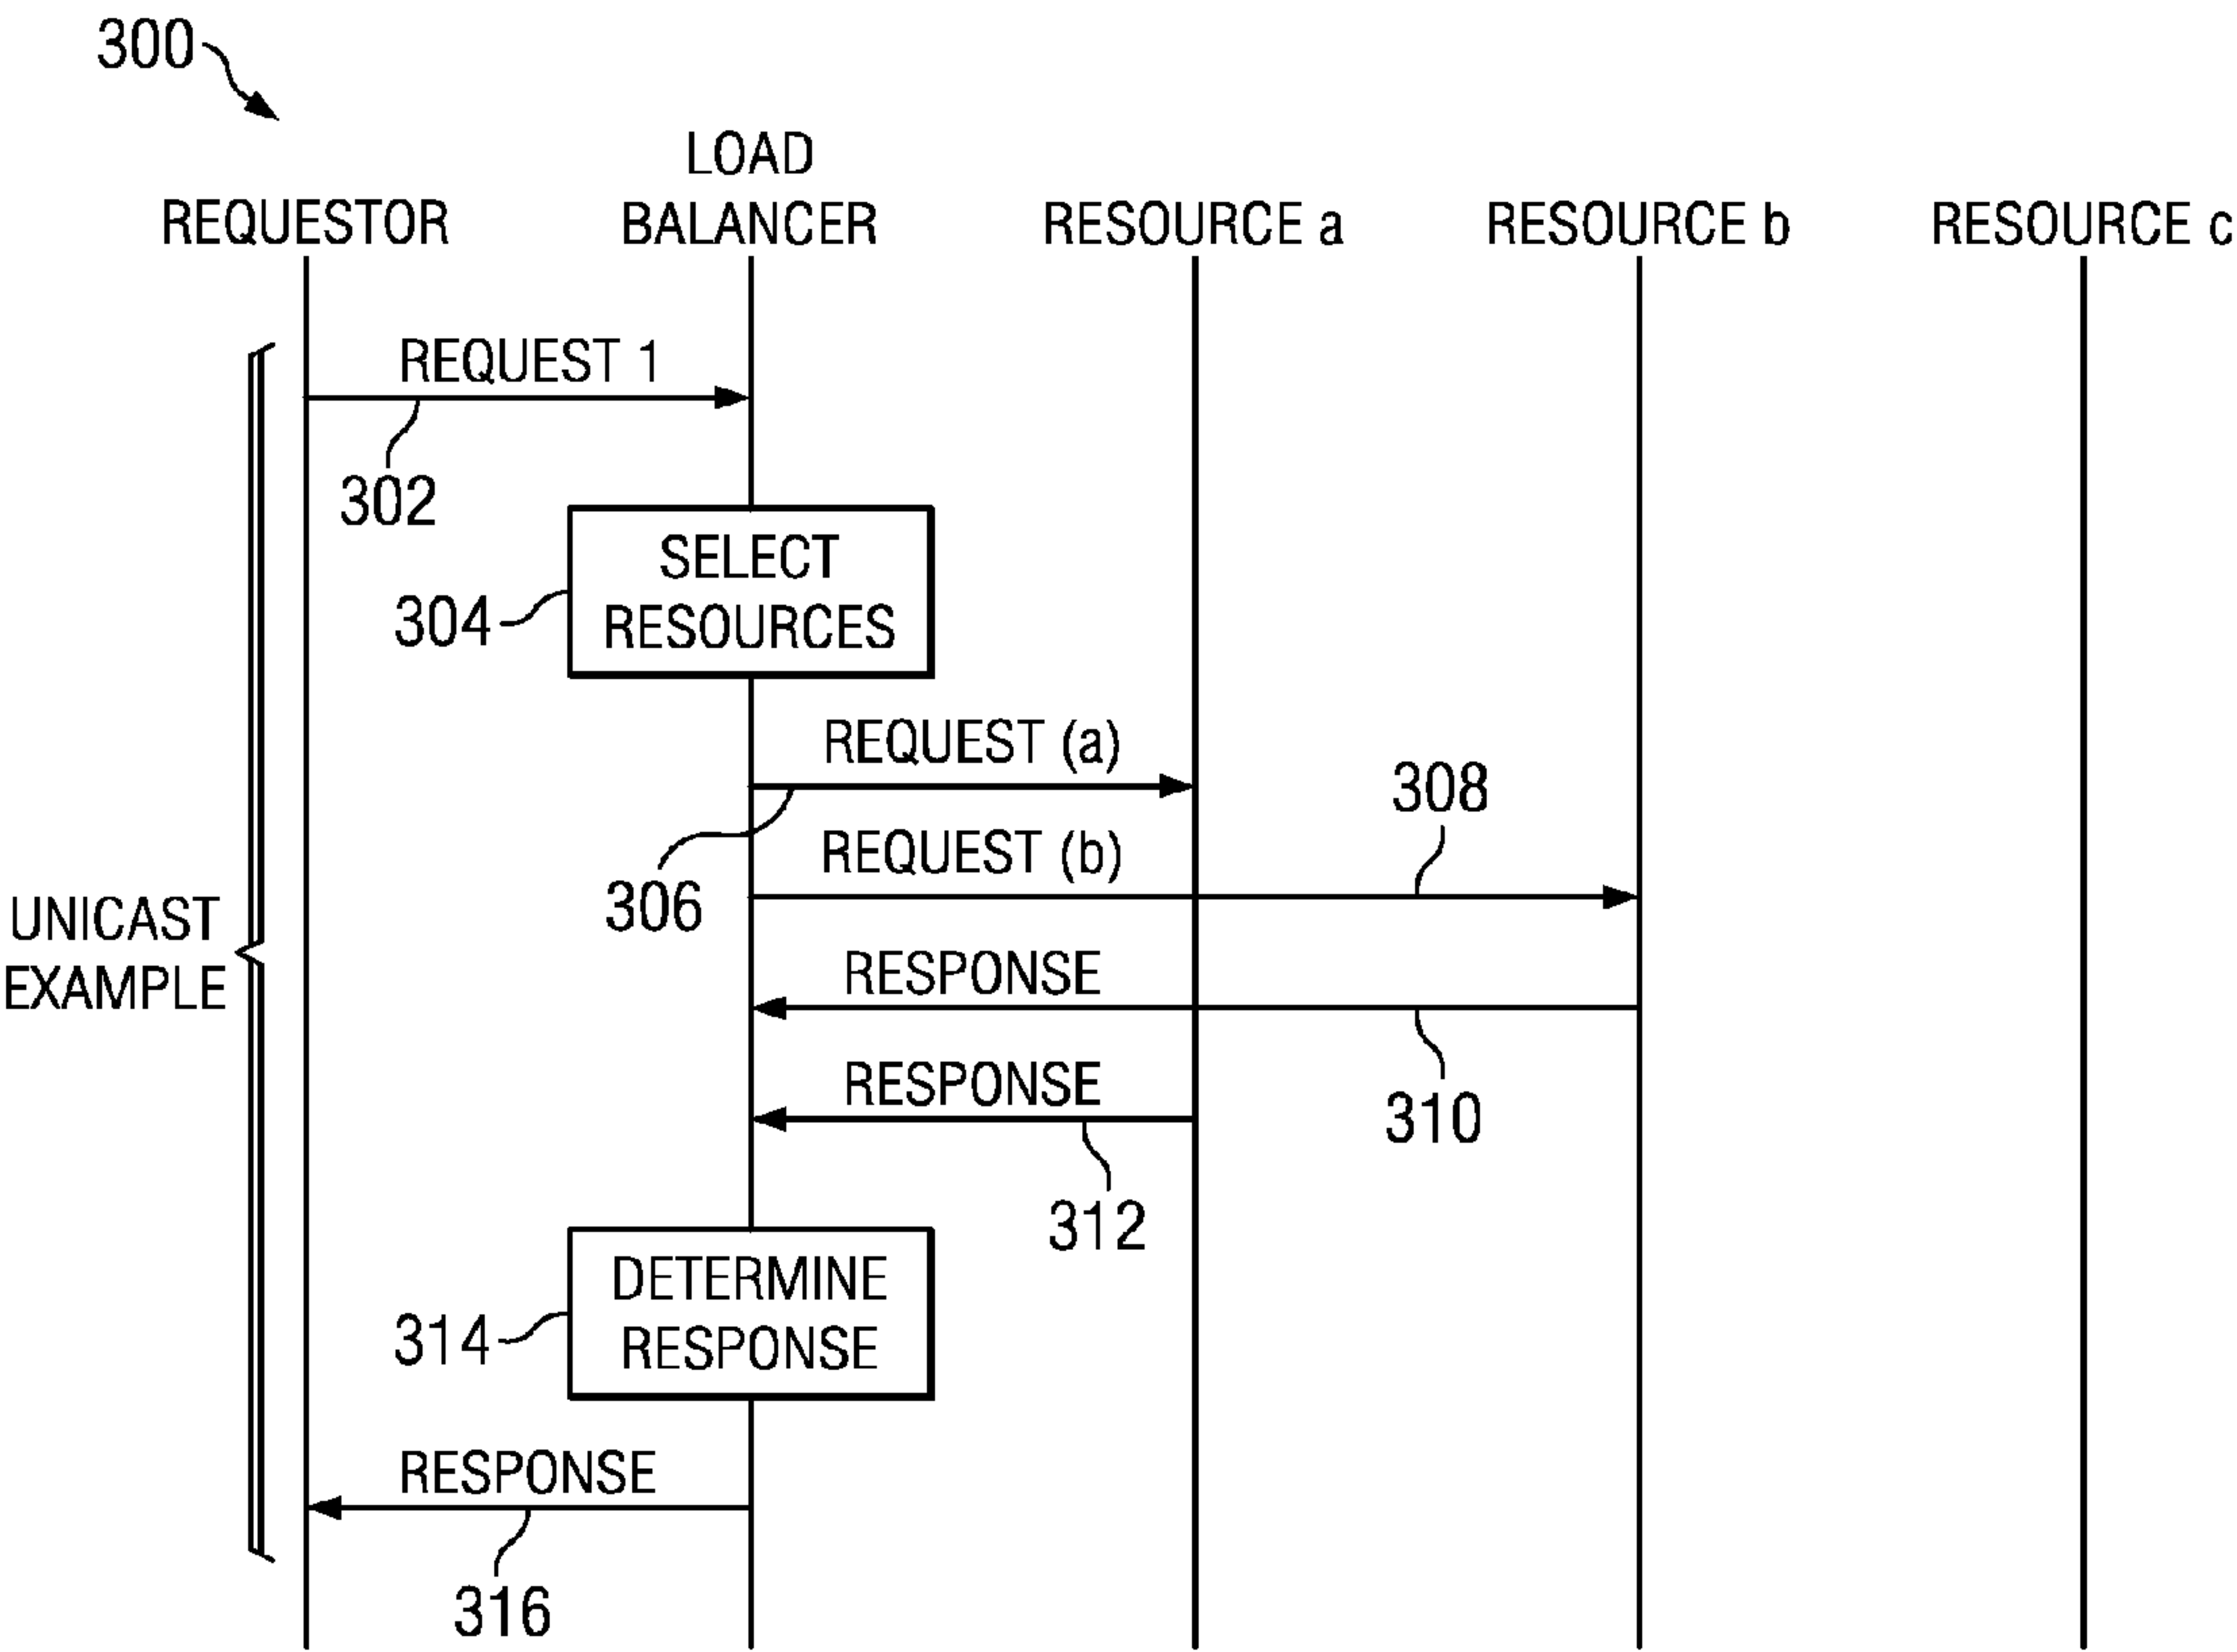 300
LOAD
BALANCER
REQUESTOR
RESOURCE a
RESOURCE b
RESOURCE c
REQUEST 1
302
SELECT
RESOURCES
304
REQUEST (a)
306
308
REQUEST (b)
UNICAST
EXAMPLE
RESPONSE
310
RESPONSE
312
DETERMINE
RESPONSE
314
RESPONSE
316